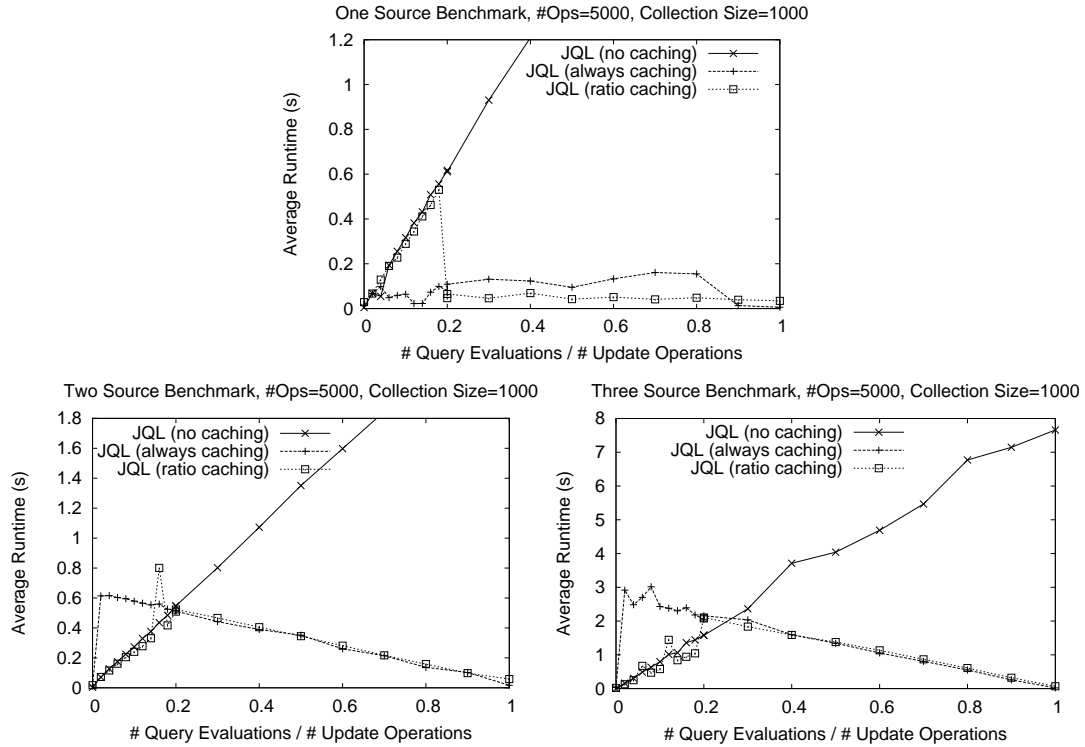 One Source Benchmark, #Ops=5000, Collection Size=1000
1.2
1
0.8
0.6
0.4
0.2
0
Average Runtime (s)
JQL (no caching)
JQL (always caching)
JQL (ratio caching)
0 0.2 0.4 0.6 0.8 1
# Query Evaluations / # Update Operations
Two Source Benchmark, #Ops=5000, Collection Size=1000
1.8
1.6
1.4
1.2
1
0.8
0.6
0.4
0.2
0
Average Runtime (s)
JQL (no caching)
JQL (always caching)
JQL (ratio caching)
0 0.2 0.4 0.6 0.8 1
# Query Evaluations / # Update Operations
Three Source Benchmark, #Ops=5000, Collection Size=1000
8
7
6
5
4
3
2
1
0
Average Runtime (s)
JQL (no caching)
JQL (always caching)
JQL (ratio caching)
0 0.2 0.4 0.6 0.8 1
# Query Evaluations / # Update Operations